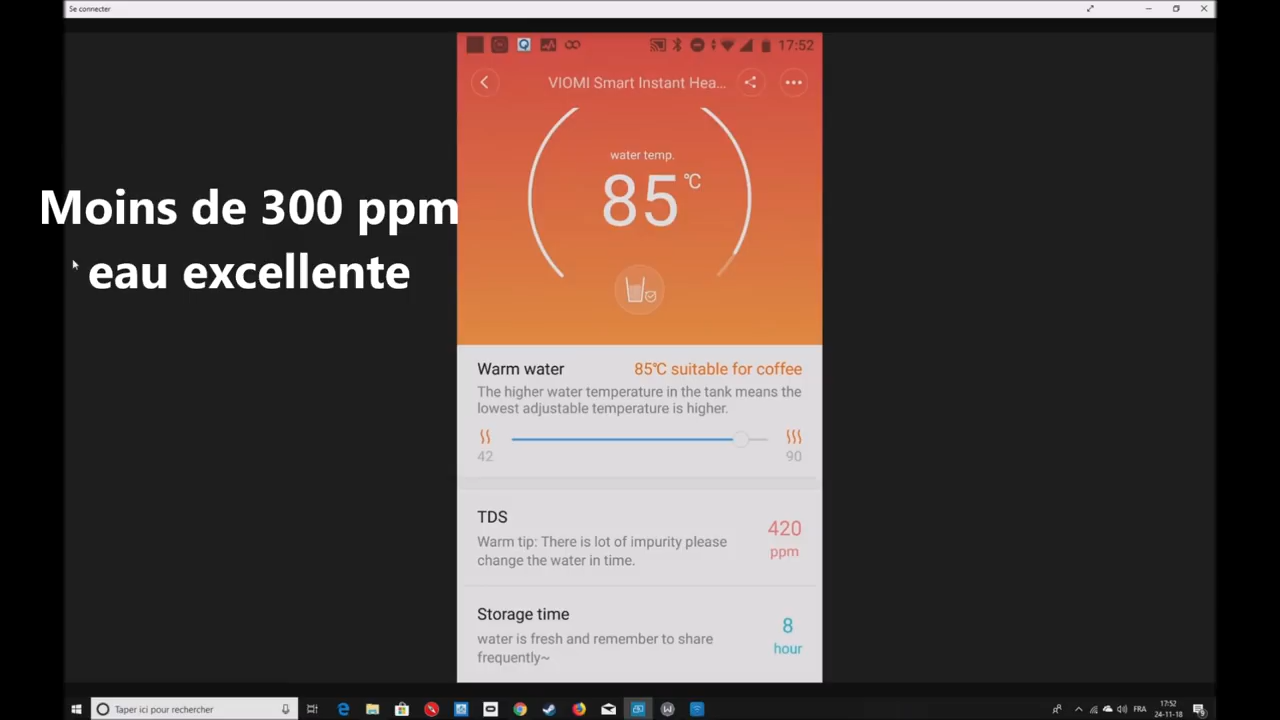 Se connecter
17:52
VIOMI Smart Instant Hea...
water temp.
85 °C
Moins de 300 ppm
eau excellente
Warm water
85℃ suitable for coffee
The higher water temperature in the tank means the
lowest adjustable temperature is higher.
42
90
TDS
420
Warm tip: There is lot of impurity please
change the water in time.
ppm
Storage time
8
water is fresh and remember to share
frequently~
hour
Taper ici pour rechercher
FRA
17:52
24-11-18